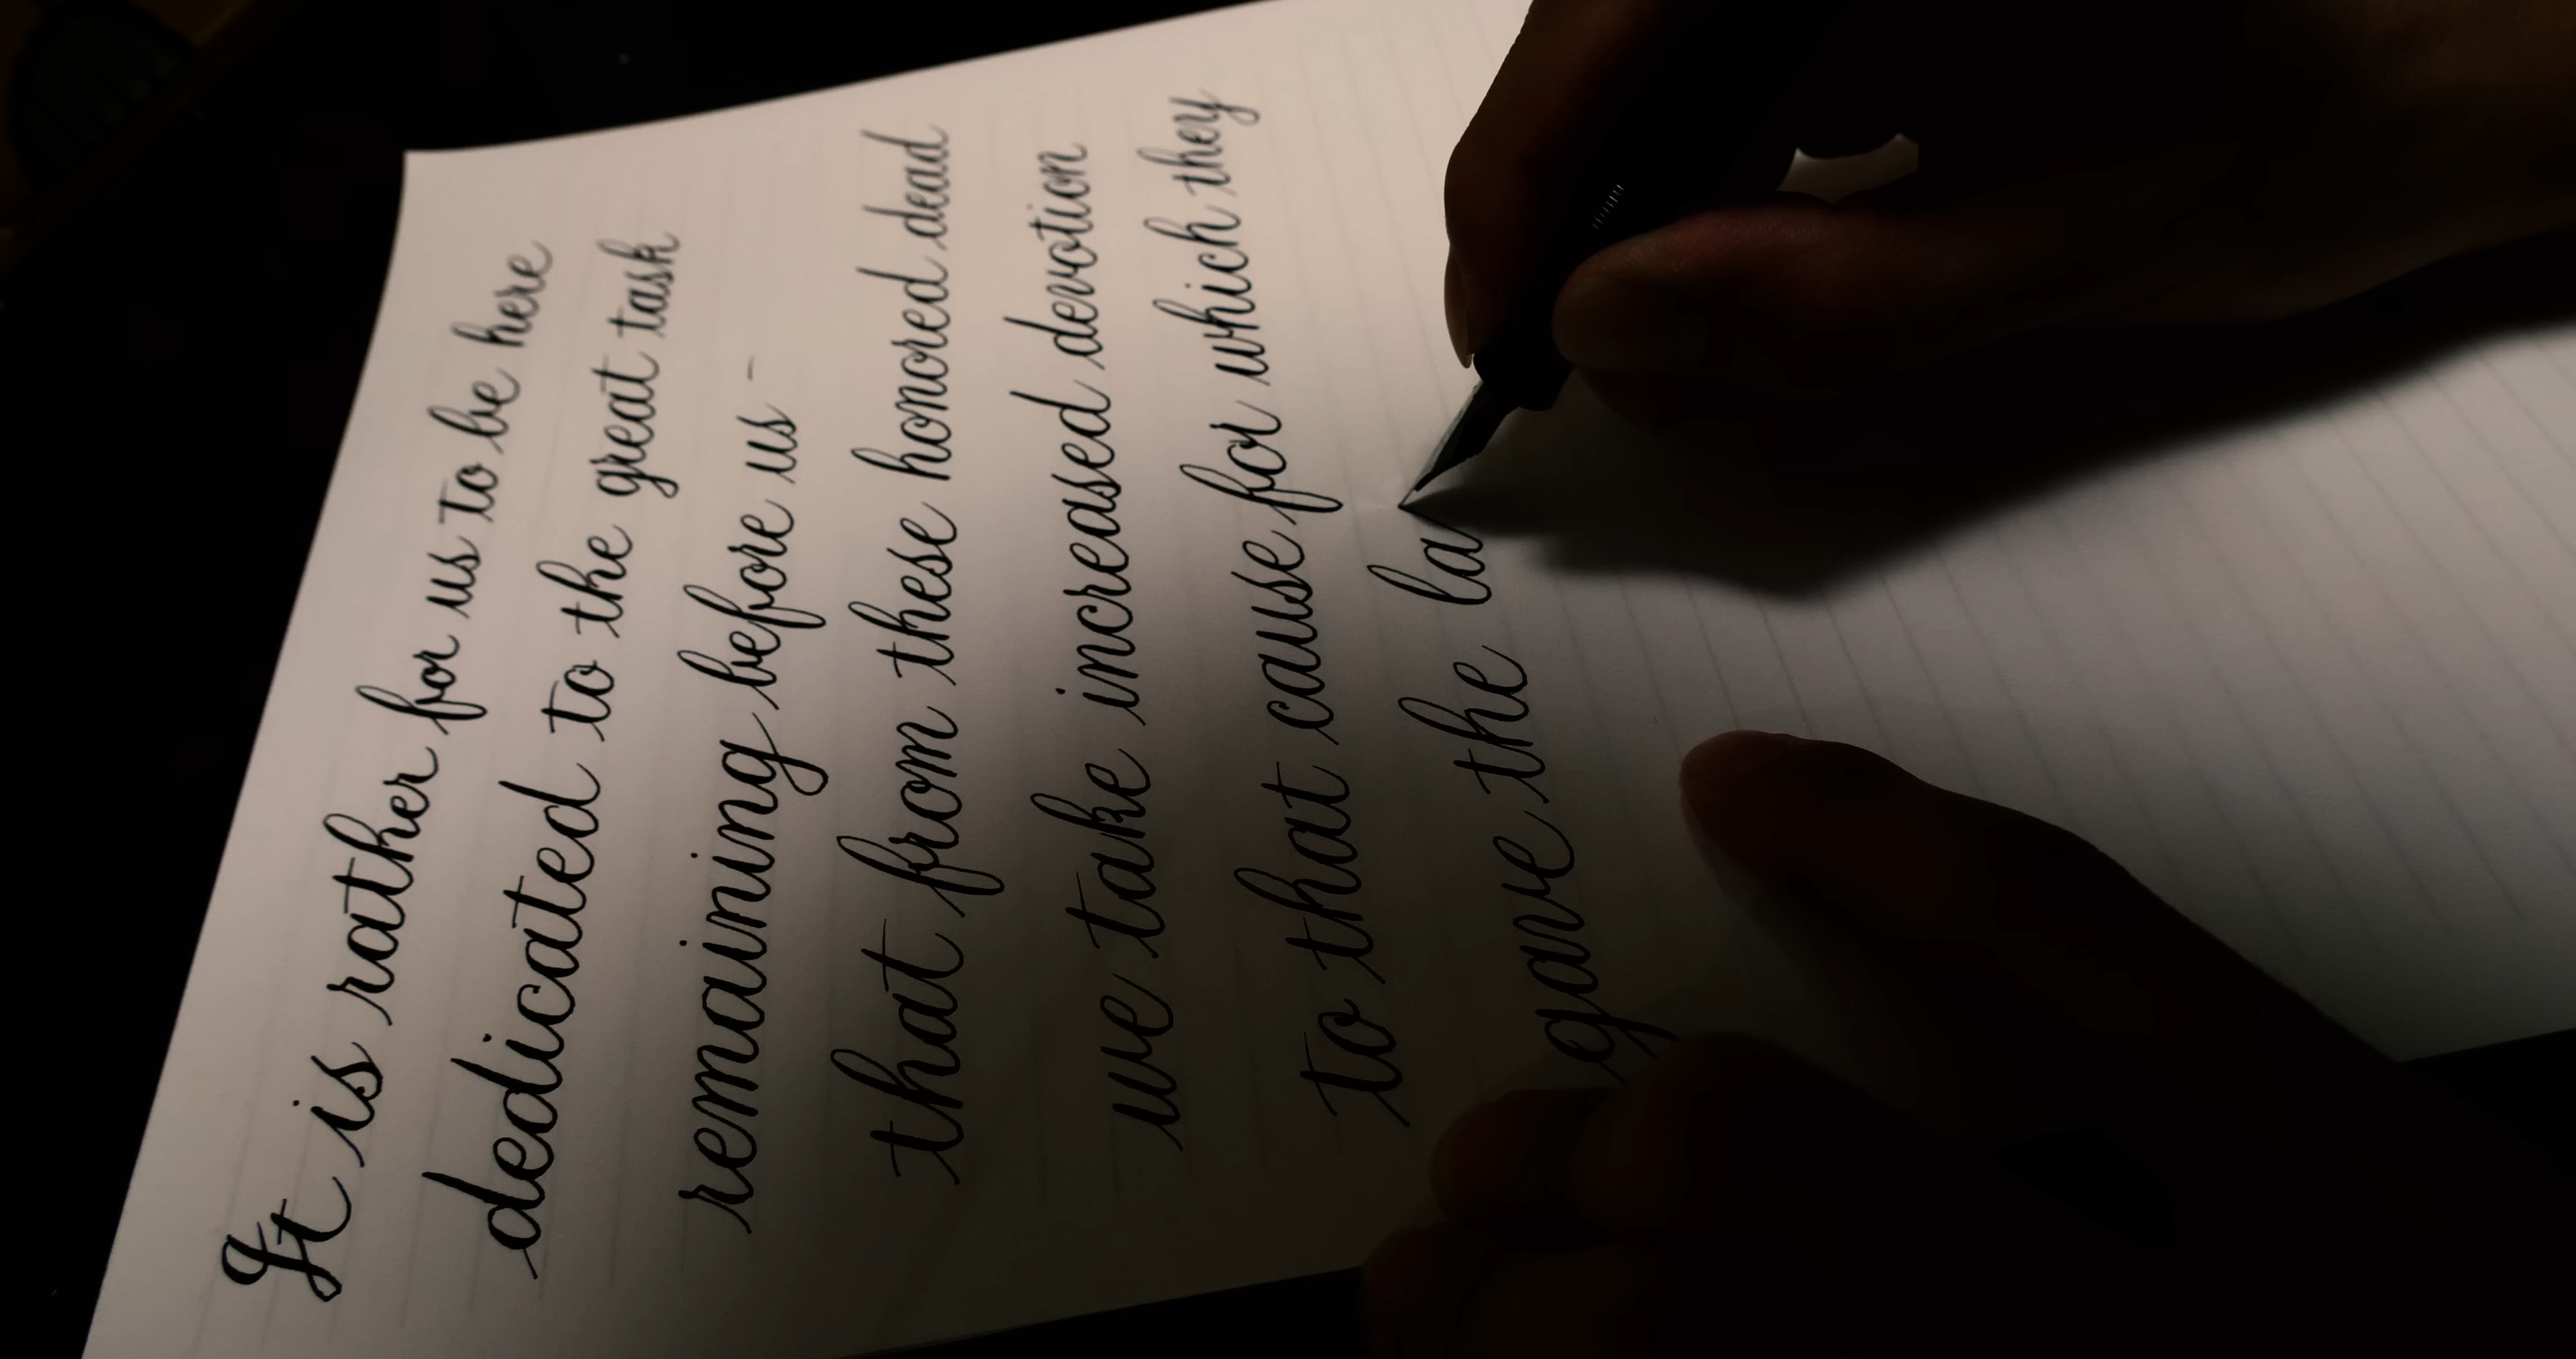 It is rather for us to be here
dedicated to the great task
remaining before us –
that from these honored dead
we take increased devotion
to that cause for which they
gave the la